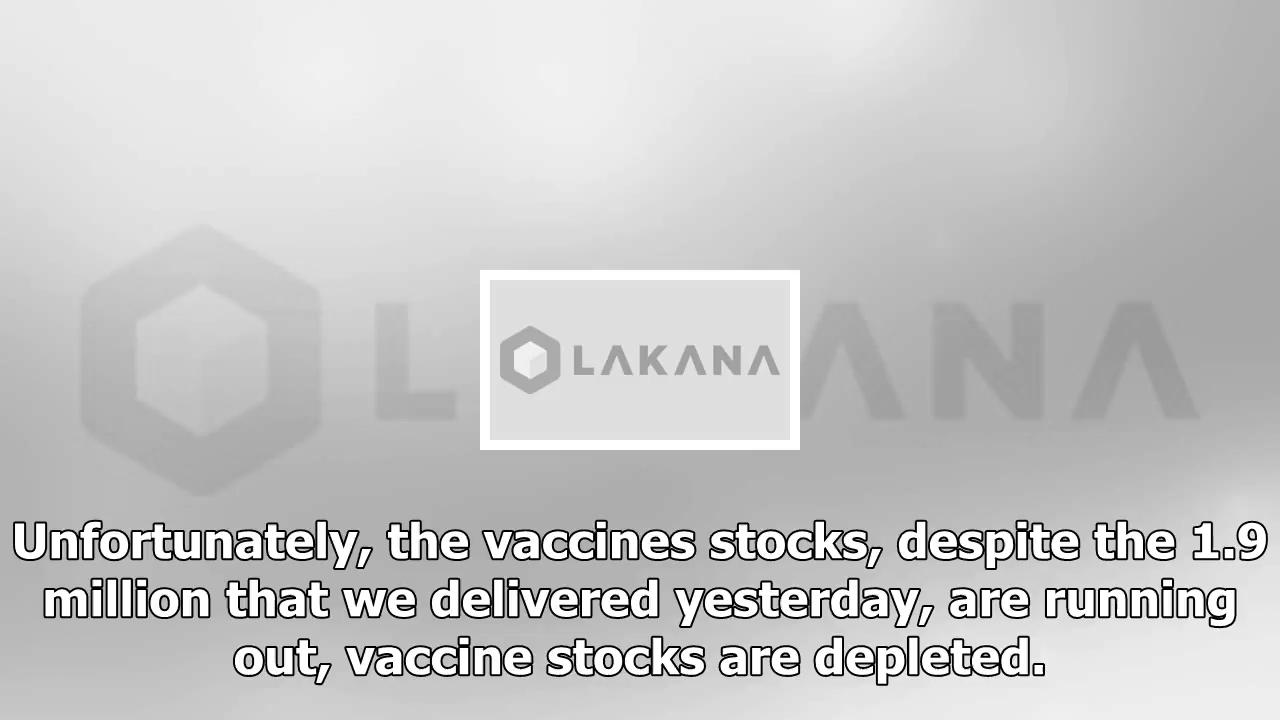 LAKANA
L ANA
Unfortunately, the vaccines stocks, despite the 1.9
million that we delivered yesterday, are running
out, vaccine stocks are depleted.